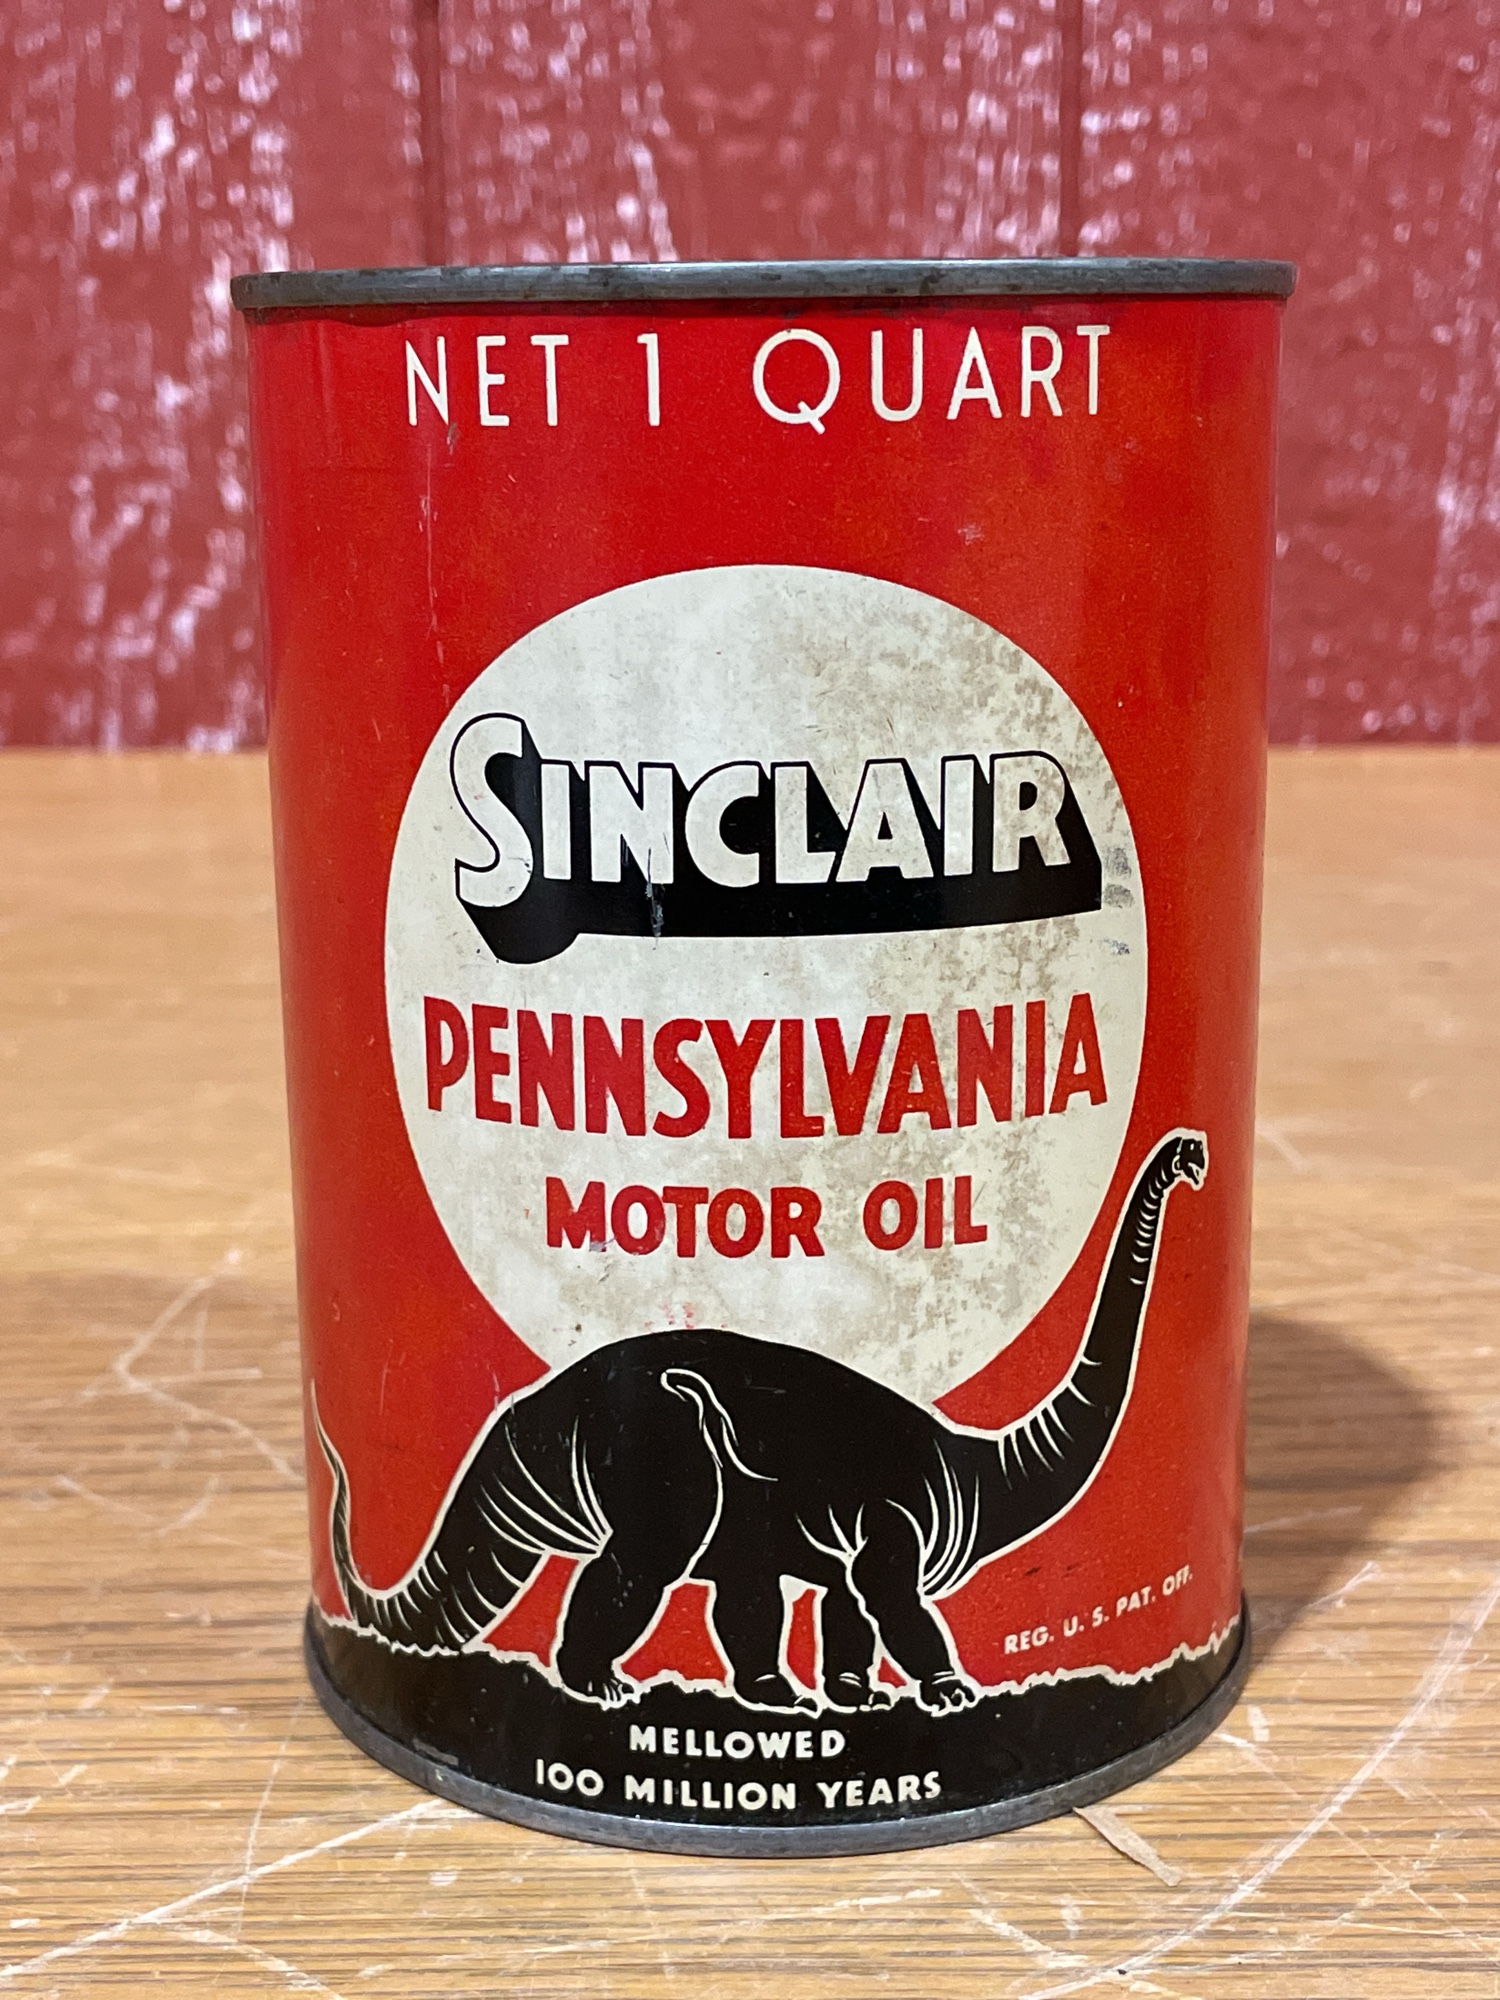 NET 1 QUART
SINCLAIR
PENNSYLVANIA
MOTOR OIL
REG. U. S. PAT. OFF.
MELLOWED
100 MILLION YEARS